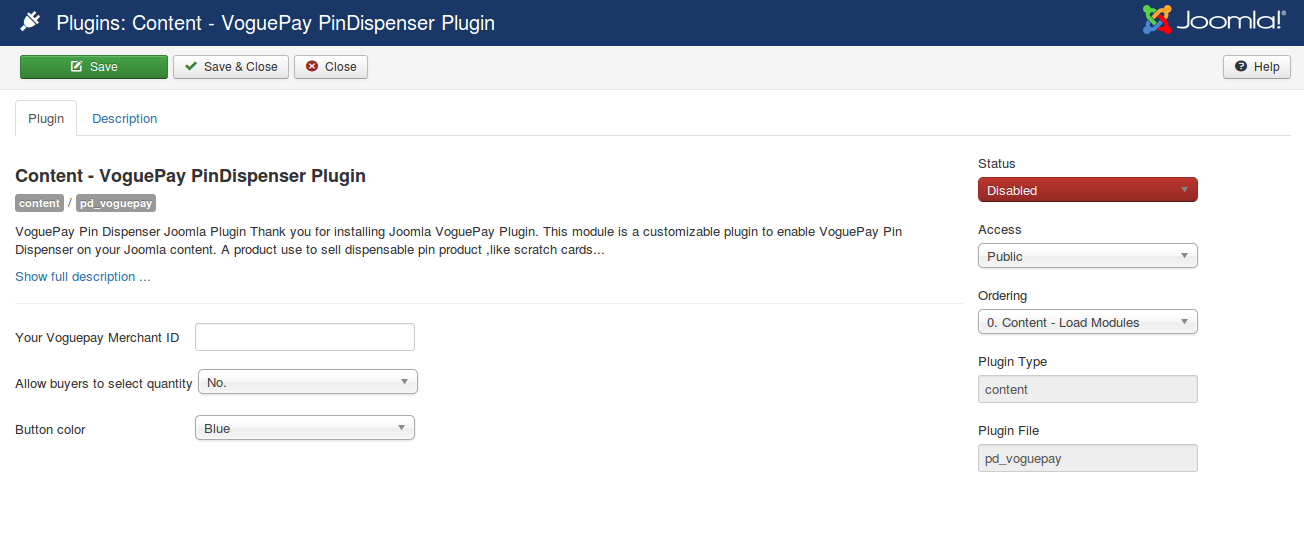 Plugins: Content - VoguePay PinDispenser Plugin
Joomla!®
Save
Save & Close
Close
Help
Plugin
Description
Content - VoguePay PinDispenser Plugin
content / pd_voguepay
VoguePay Pin Dispenser Joomla Plugin Thank you for installing Joomla VoguePay Plugin. This module is a customizable plugin to enable VoguePay Pin
Dispenser on your Joomla content. A product use to sell dispensable pin product ,like scratch cards...
Show full description ...
Your Voguepay Merchant ID
Allow buyers to select quantity
No.
Button color
Blue
Status
Disabled
Access
Public
Ordering
0. Content - Load Modules
Plugin Type
content
Plugin File
pd_voguepay